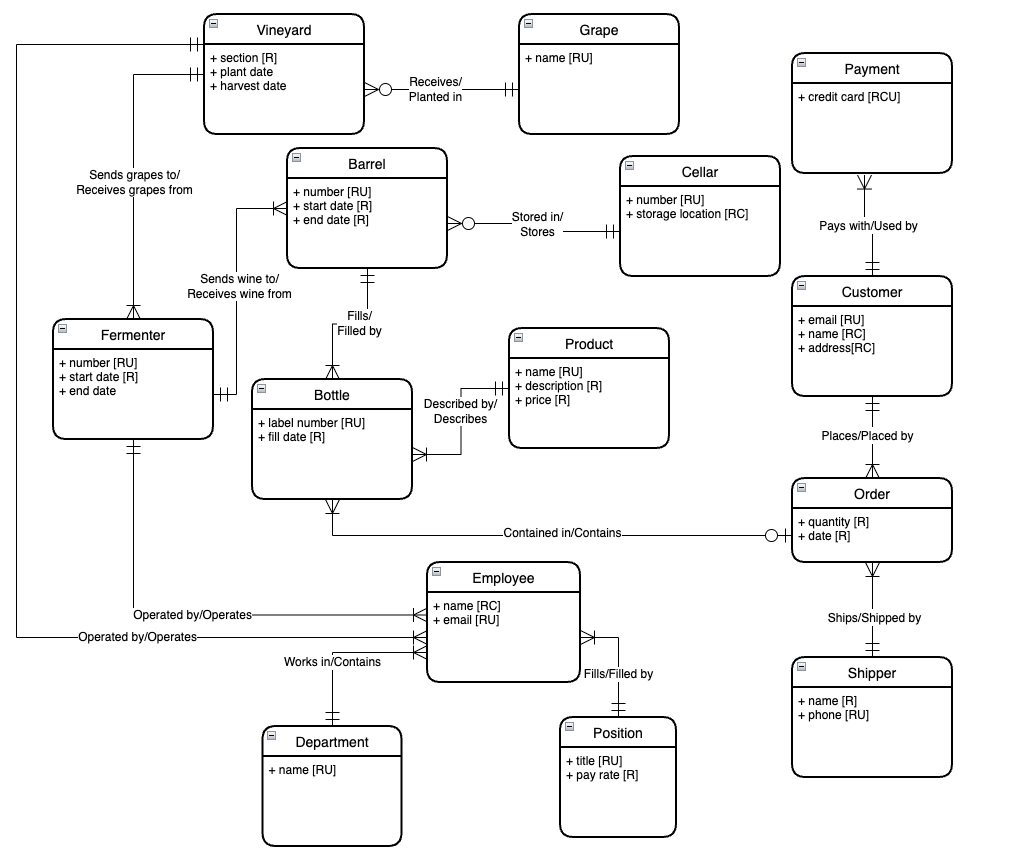 Vineyard
+ section [R]
+ plant date
+ harvest date
Grape
+ name [RU]
Receives/
Planted in
Payment
+ credit card [RCU]
Barrel
+ number [RU]
+ start date [R]
+ end date [R]
Cellar
+ number [RU]
+ storage location [RC]
Stored in/
Stores
Sends grapes to/
Receives grapes from
Pays with/Used by
Sends wine to/
Receives wine from
Customer
+ email [RU]
+ name [RC]
+ address[RC]
Fills/
Filled by
Fermenter
+ number [RU]
+ start date [R]
+ end date
Product
+ name [RU]
+ description [R]
+ price [R]
Bottle
+ label number [RU]
+ fill date [R]
Described by/
Describes
Places/Placed by
Order
+ quantity [R]
+ date [R]
Contained in/Contains
Employee
+ name [RC]
+ email [RU]
Operated by/Operates
Operated by/Operates
Ships/Shipped by
Works in/Contains
Fills/Filled by
Shipper
+ name [R]
+ phone [RU]
Department
+ name [RU]
Position
+ title [RU]
+ pay rate [R]